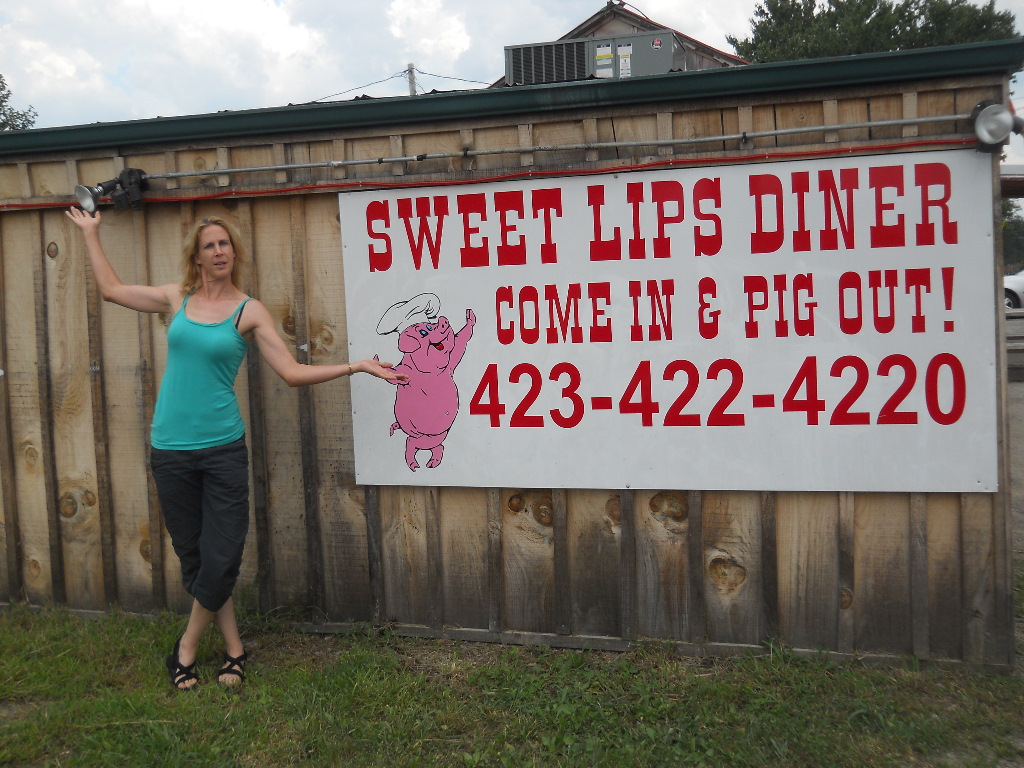 SWEET LIPS DINER
COME IN & PIG OUT!
423-422-4220